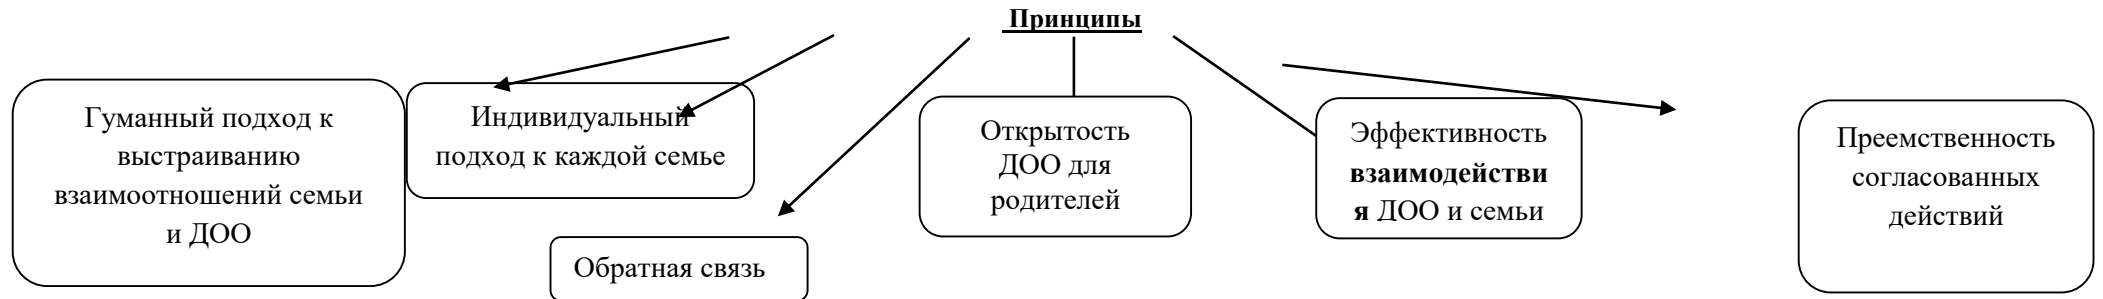 Принципы
Гуманный подход к
выстраиванию
взаимоотношений семьи
и ДОО
Индивидуальный
подход к каждой семье
Обратная связь
Открытость
ДОО для
родителей
Эффективность
взаимодействи
я ДОО и семьи
Преемственность
согласованных
действий